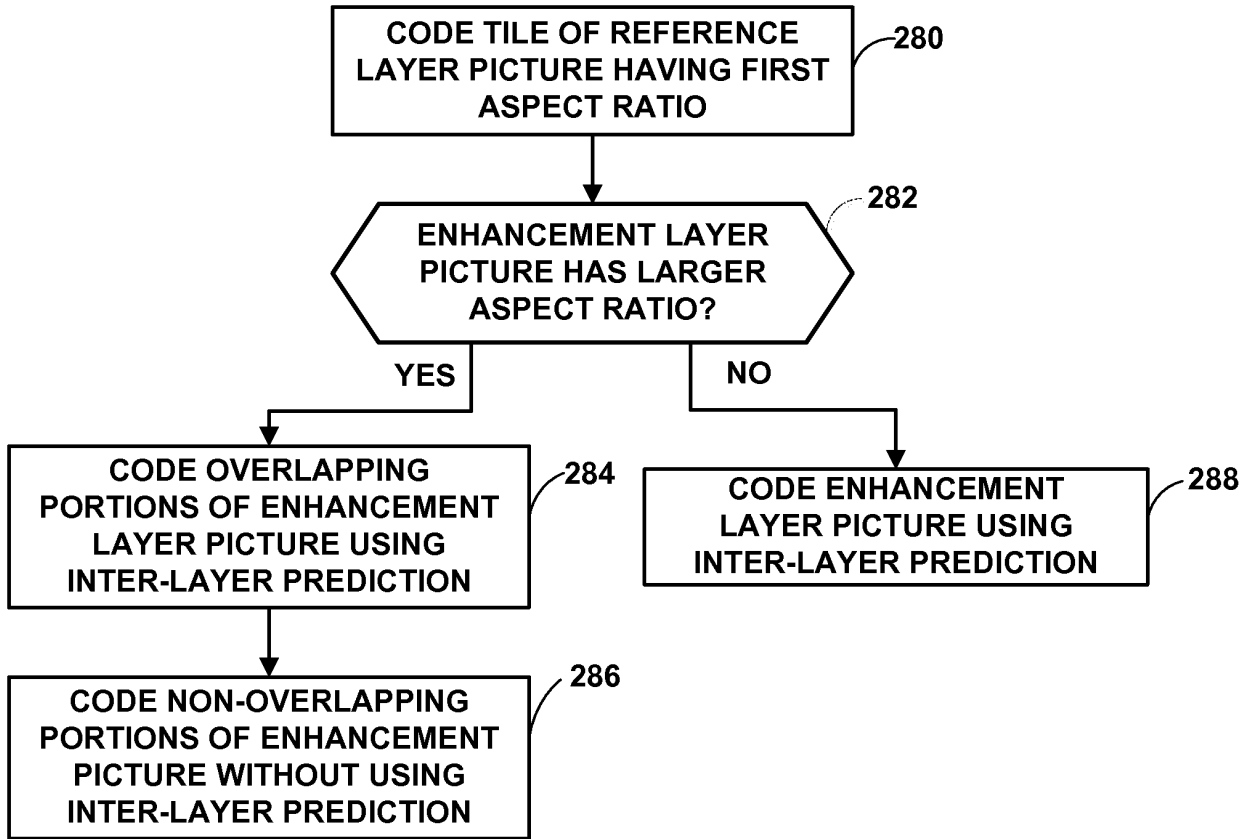 CODE TILE OF REFERENCE
LAYER PICTURE HAVING FIRST
ASPECT RATIO
280
ENHANCEMENT LAYER
PICTURE HAS LARGER
ASPECT RATIO?
282
YES
NO
CODE OVERLAPPING
PORTIONS OF ENHANCEMENT
LAYER PICTURE USING
INTER-LAYER PREDICTION
284
CODE ENHANCEMENT
LAYER PICTURE USING
INTER-LAYER PREDICTION
288
CODE NON-OVERLAPPING
PORTIONS OF ENHANCEMENT
PICTURE WITHOUT USING
INTER-LAYER PREDICTION
286